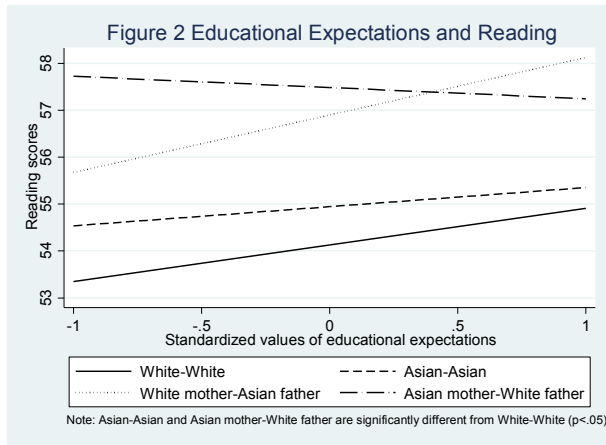 Figure 2 Educational Expectations and Reading
Reading scores
58
57
56
55
54
53
-1 -.5 0 .5 1
Standardized values of educational expectations
White-White Asian-Asian
White mother-Asian father Asian mother-White father
Note: Asian-Asian and Asian mother-White father are significantly different from White-White (p<.05)